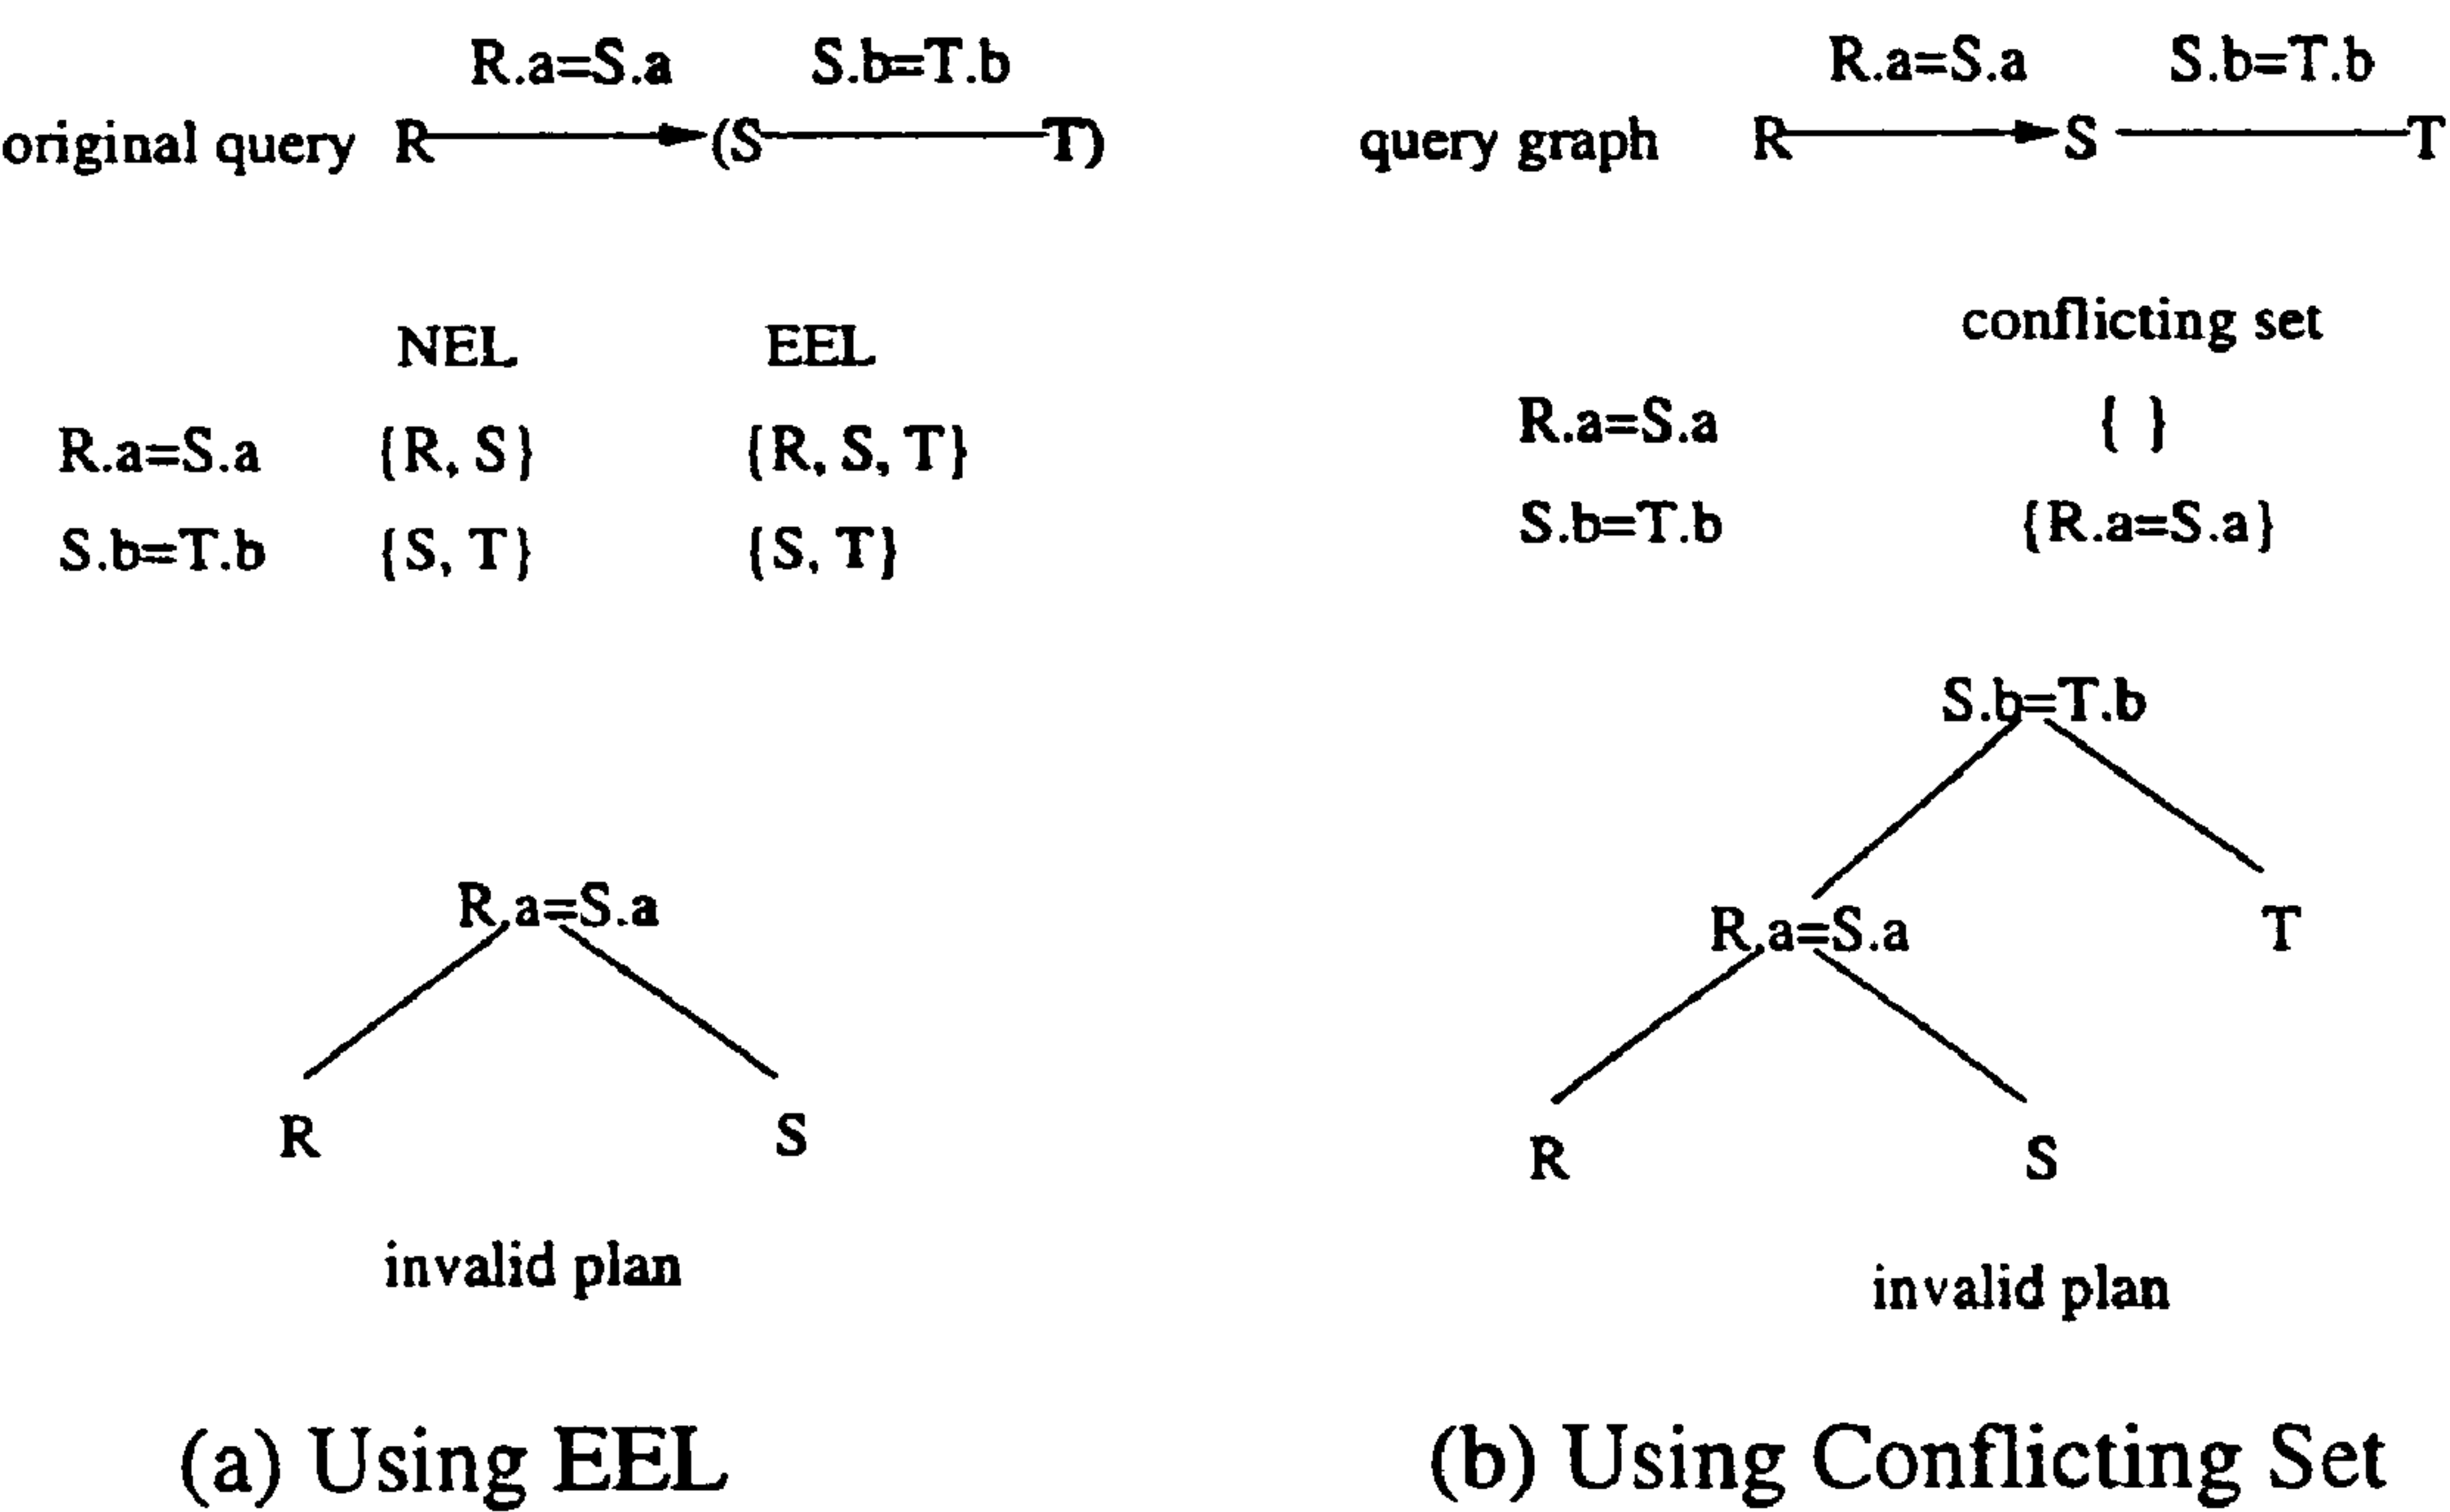 R.a=S.a S.b=T.b
original query R (S T)
NEL EEL
R.a=S.a {R, S} {R, S, T}
S.b=T.b {S, T} {S, T}
R.a=S.a
R S
invalid plan
(a) Using EEL
R.a=S.a S.b=T.b
query graph R S T
conflicting set
R.a=S.a { }
S.b=T.b {R.a=S.a}
S.b=T.b
R.a=S.a T
R S
invalid plan
(b) Using Conflicting Set